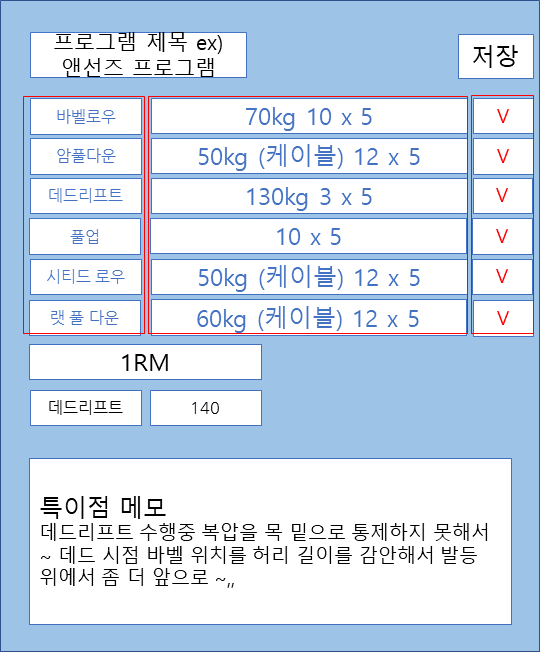 프로그램 제목 ex)
앤선즈 프로그램
저장
바벨로우 70kg 10 x 5 V
암풀다운 50kg (케이블) 12 x 5 V
데드리프트 130kg 3 x 5 V
풀업 10 x 5 V
시티드 로우 50kg (케이블) 12 x 5 V
랫 풀 다운 60kg (케이블) 12 x 5 V
1RM
데드리프트 140
특이점 메모
데드리프트 수행중 복압을 목 밑으로 통제하지 못해서
~ 데드 시점 바벨 위치를 허리 길이를 감안해서 발등
위에서 좀 더 앞으로 ~,,